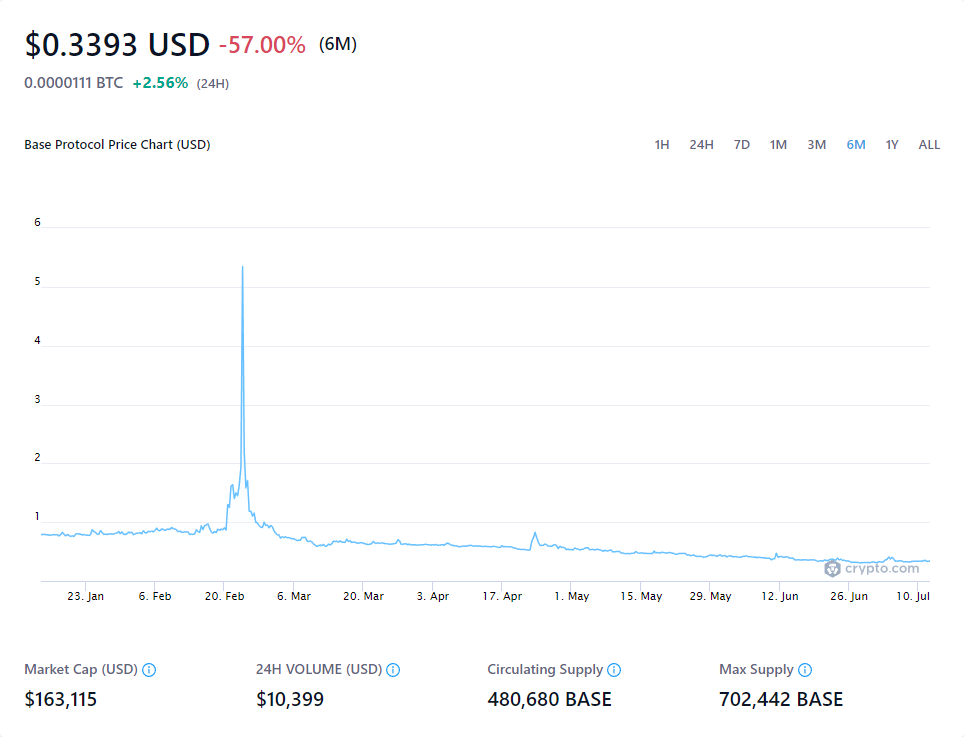 $0.3393 USD -57.00% (6M)
0.0000111 BTC +2.56% (24H)
Base Protocol Price Chart (USD) 1H 24H 7D 1M 3M 6M 1Y ALL
6
5
4
3
2
1
crypto.com
23. Jan 6. Feb 20. Feb 6. Mar 20. Mar 3. Apr 17. Apr 1. May 15. May 29. May 12. Jun 26. Jun 10. Jul
Market Cap (USD) 24H VOLUME (USD) Circulating Supply Max Supply
$163,115 $10,399 480,680 BASE 702,442 BASE